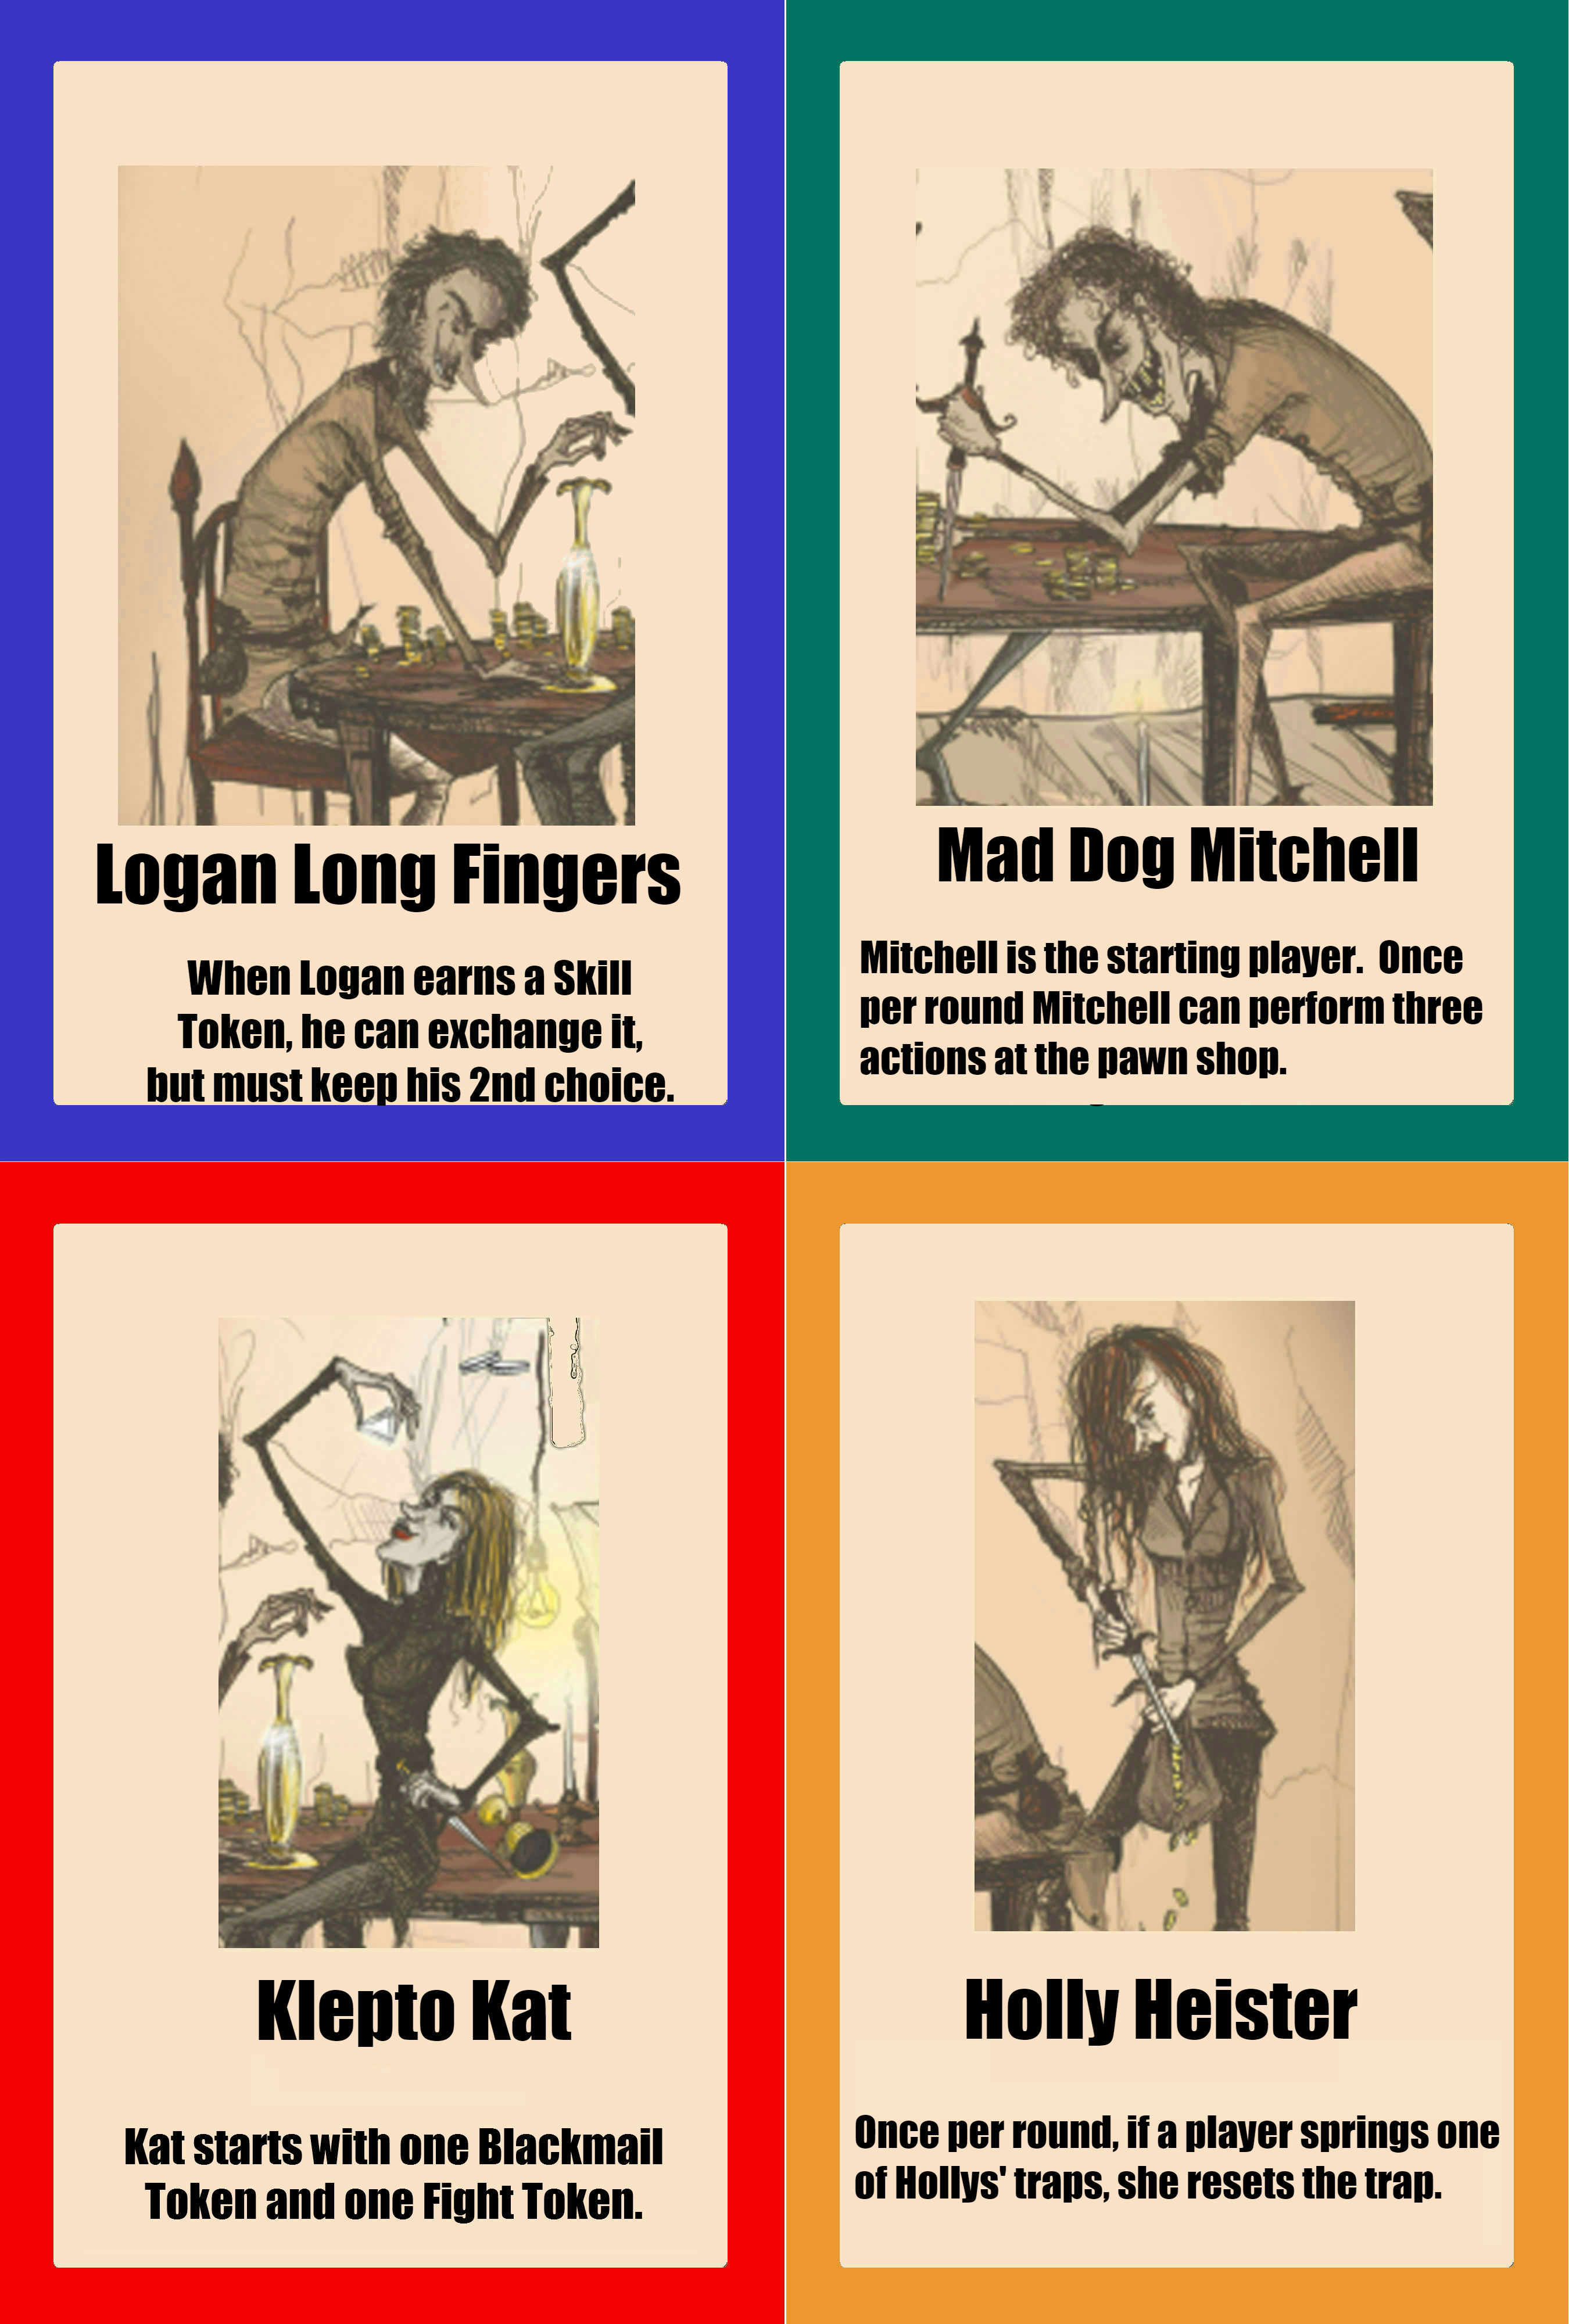 Logan Long Fingers
When Logan earns a Skill
Token, he can exchange it,
but must keep his 2nd choice.
Mad Dog Mitchell
Mitchell is the starting player.  Once
per round Mitchell can perform three
actions at the pawn shop.
Klepto Kat
Kat starts with one Blackmail
Token and one Fight Token.
Holly Heister
Once per round, if a player springs one
of Hollys' traps, she resets the trap.